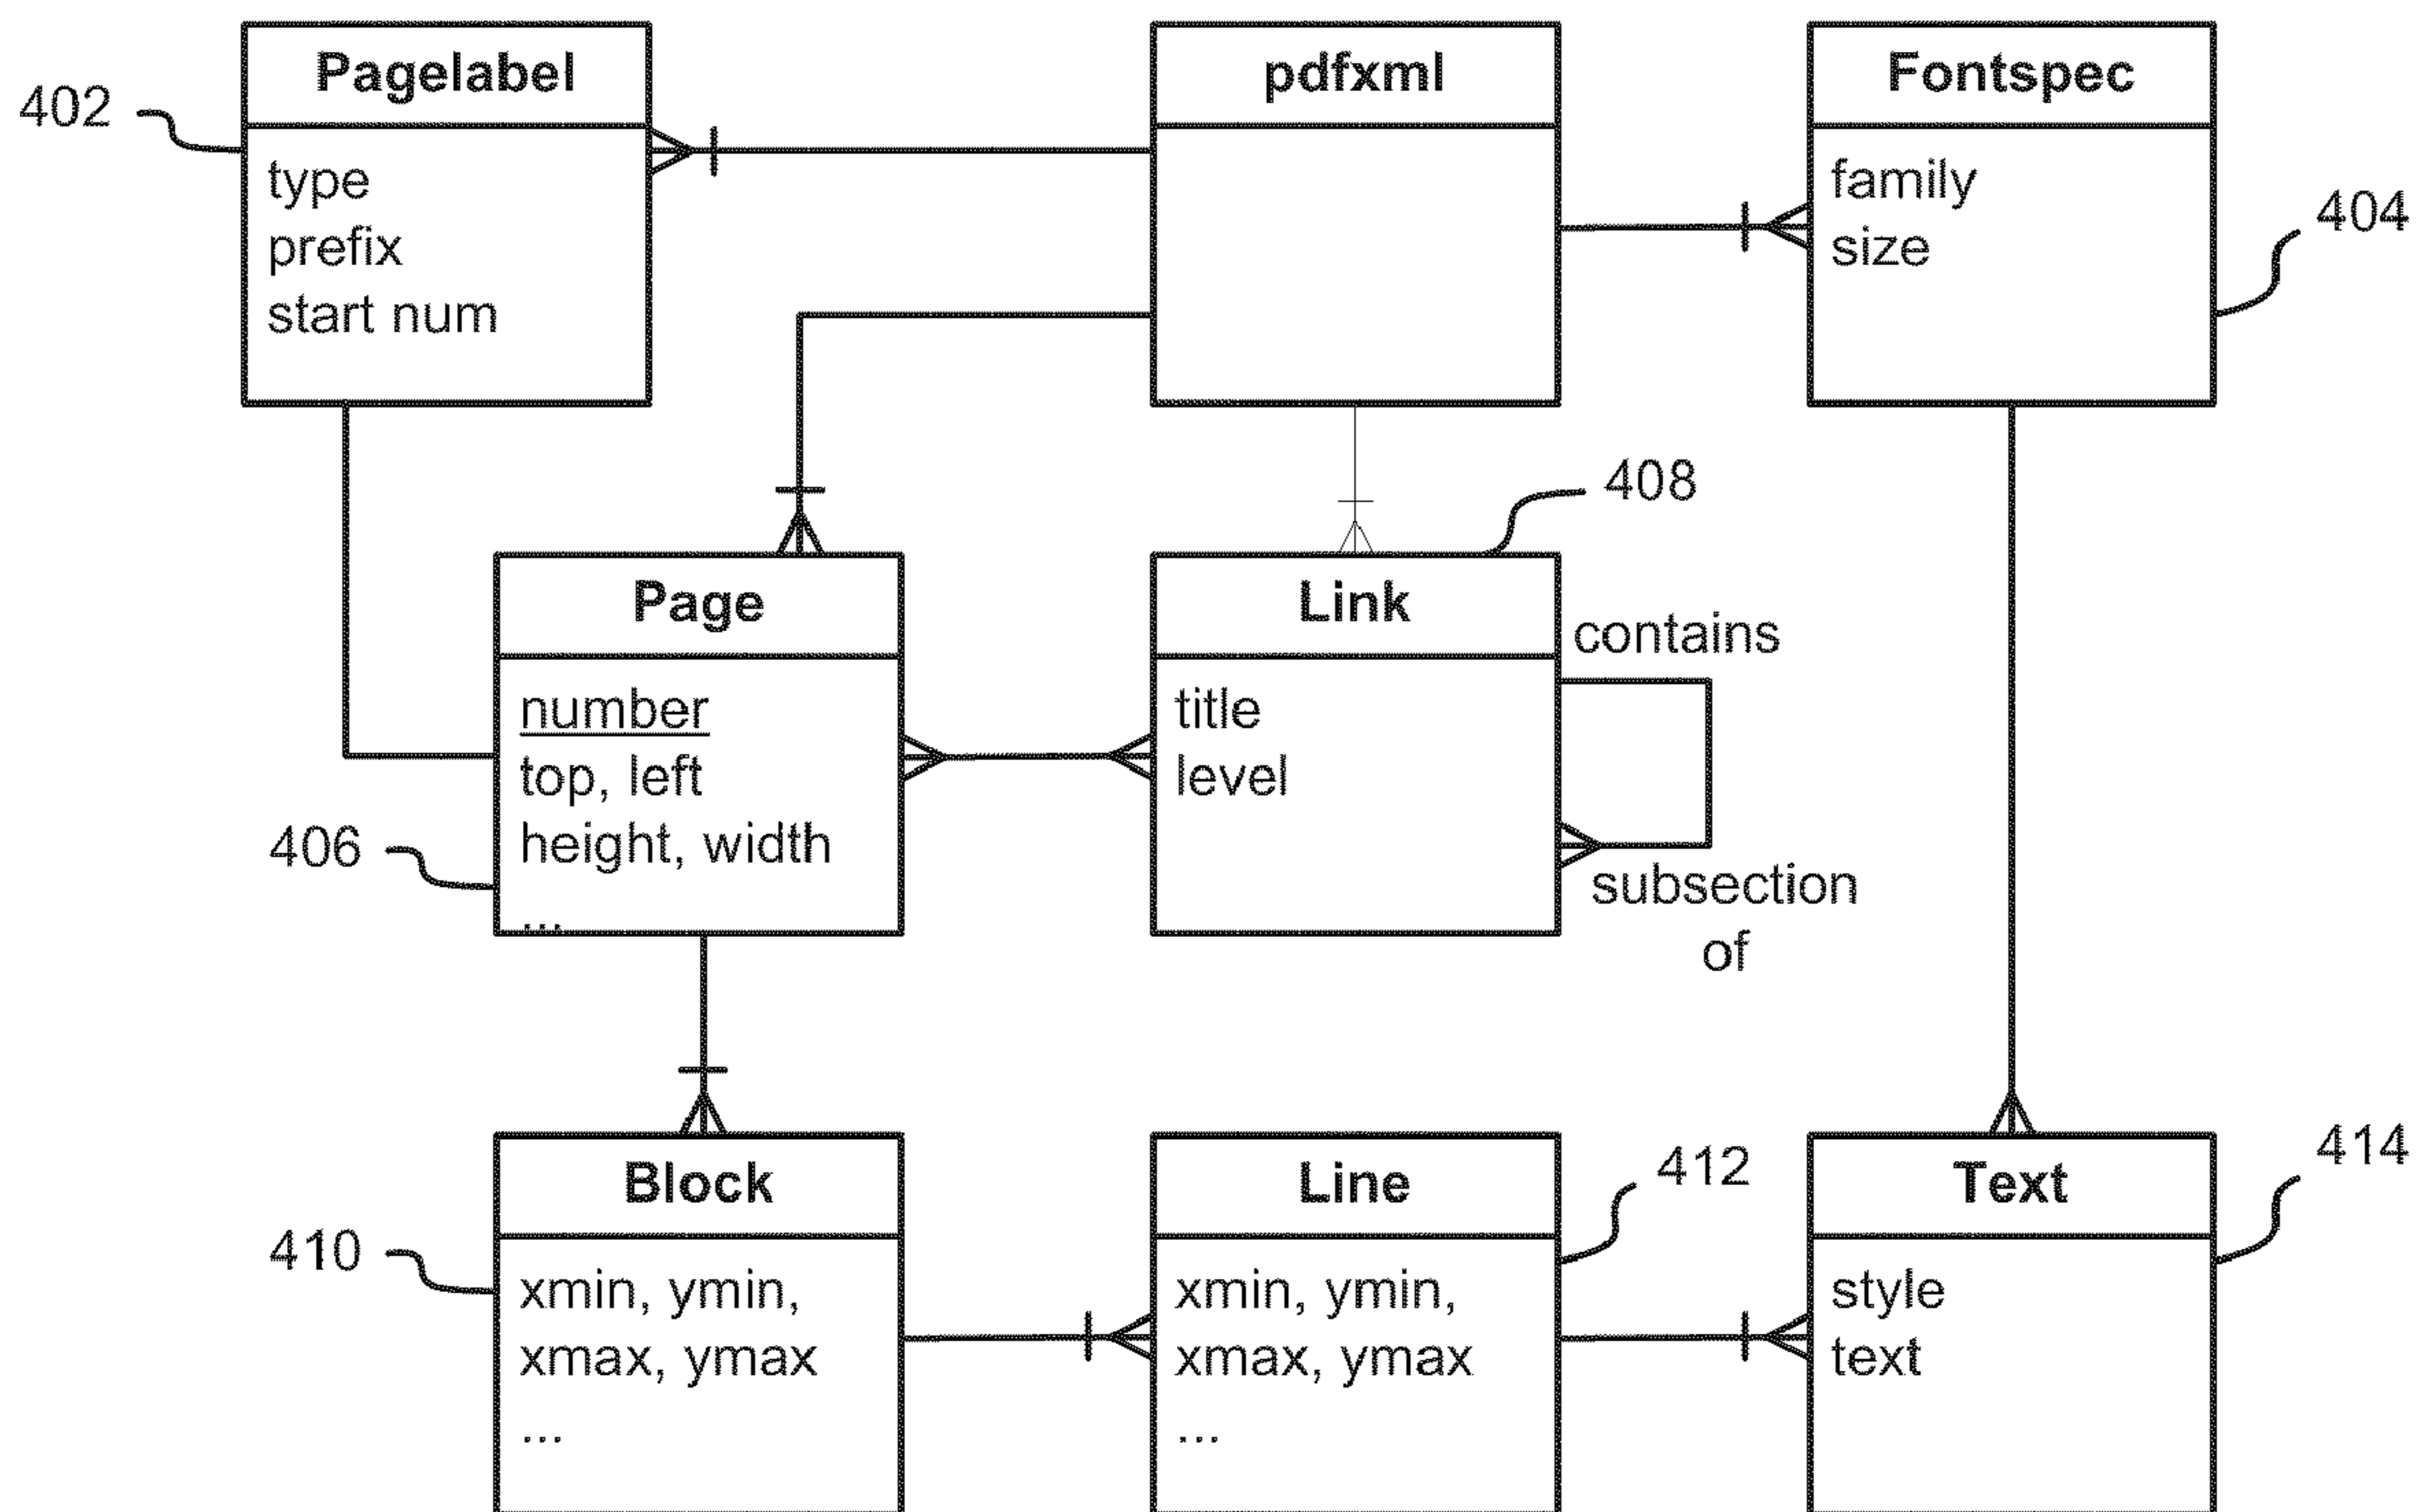 Pagelabel
402
type
prefix
start num
pdfxml
Fontspec
family
size
404
Page
number
top, left
height, width
...
406
Link
408
title
level
contains
subsection
of
Block
410
xmin, ymin,
xmax, ymax
...
Line
412
xmin, ymin,
xmax, ymax
...
Text
414
style
text